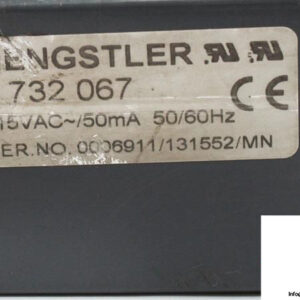 ENGSTLER
732 067
15VAC~/50mA 50/60Hz
ER.NO. 0006911/131552/MN
CE